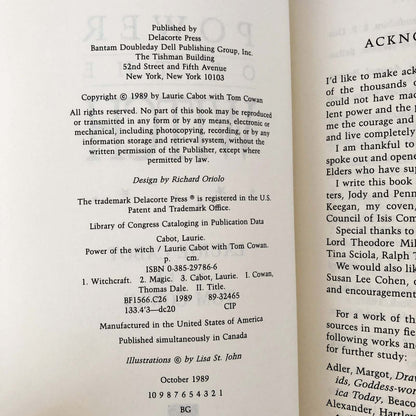 Published by
Delacorte Press
Bantam Doubleday Dell Publishing Group, Inc.
The Tishman Building
52nd Street and Fifth Avenue
New York, New York 10103
Copyright © 1989 by Laurie Cabot with Tom Cowan
All rights reserved. No part of this book may be reproduced
or transmitted in any form or by any means, electronic or
mechanical, including photocopying, recording, or by any
information storage and retrieval system, without the
written permission of the Publisher, except where
permitted by law.
Design by Richard Oriolo
The trademark Delacorte Press ® is registered in the U.S.
Patent and Trademark Office.
Library of Congress Cataloging in Publication Data
Cabot, Laurie.
Power of the witch / Laurie Cabot with Tom Cowan.
p. cm.
ISBN 0-385-29786-6
1. Witchcraft. 2. Magic. 3. Cabot, Laurie. I. Cowan,
Thomas Dale. II. Title.
BF1566.C26 1989 89-32465
133.4'3—dc20 CIP
Manufactured in the United States of America
Published simultaneously in Canada
Illustrations © by Lisa St. John
October 1989
10 9 8 7 6 5 4 3 2 1
BG
ACKNO
I'd like to make ack
of the thousands o
could not have mad
lent power and the p
me the courage and
and live completely
I am thankful to
spoke out and opene
Elders who have sup
I write this book
ters, Jody and Penn
Keegan, my coven,
Council of Isis Com
Special thanks to
Lord Theodore Mil
Tina Sciola, Ralph T
We would also lik
Susan Lee Cohen, o
and encouragement
For a work of th
sources in many fie
following works an
for further study:
Adler, Margot, Draw
ids, Goddess-wor
ica Today, Beaco
Alexander, Hartle